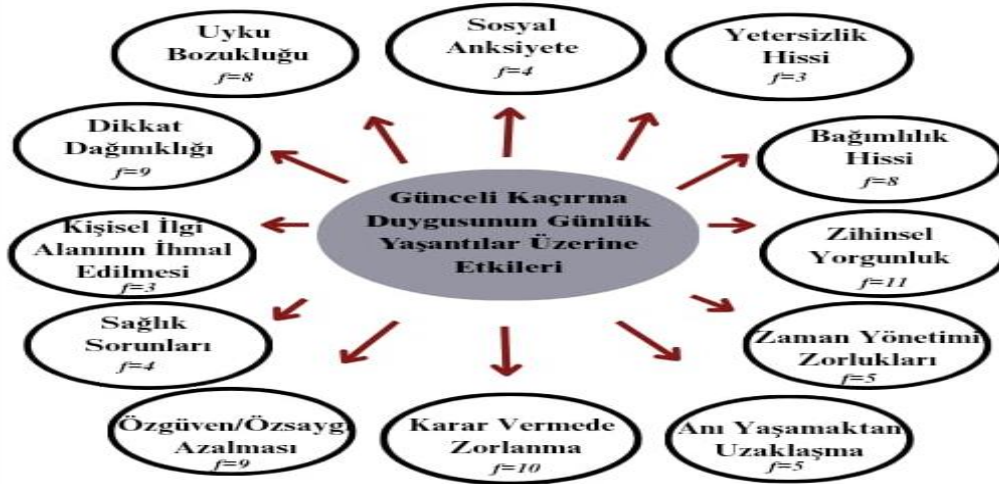 Uyku
Bozukluğu
f=8
Sosyal
Anksiyete
f=4
Yetersizlik
Hissi
f=3
Dikkat
Dağınıklığı
f=9
Bağımlılık
Hissi
f=8
Günceli Kaçırma
Duygusunun Günlük
Yaşantılar Üzerine
Etkileri
Kişisel İlgi
Alanının İhmal
Edilmesi
f=3
Zihinsel
Yorgunluk
f=11
Sağlık
Sorunları
f=4
Zaman Yönetimi
Zorlukları
f=5
Özgüven/Özsaygı
Azalması
f=9
Karar Vermede
Zorlanma
f=10
Anı Yaşamaktan
Uzaklaşma
f=5